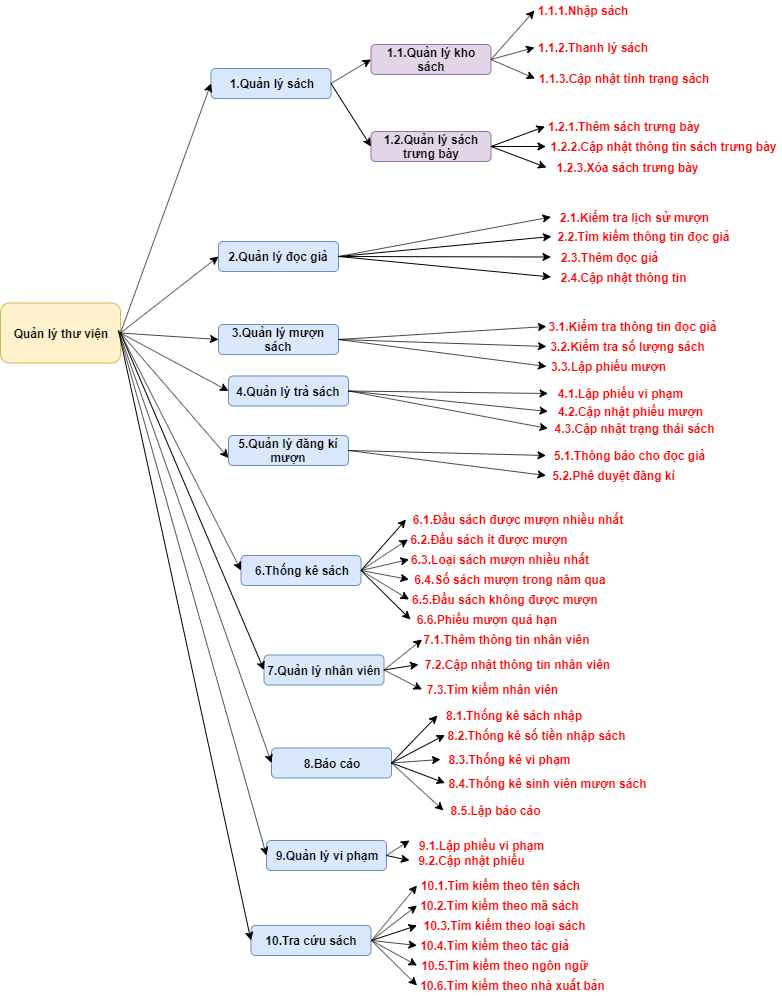 Quản lý thư viện
1.Quản lý sách
1.1.Quản lý kho
sách
1.1.1.Nhập sách
1.1.2.Thanh lý sách
1.1.3.Cập nhật tình trạng sách
1.2.Quản lý sách
trưng bày
1.2.1.Thêm sách trưng bày
1.2.2.Cập nhật thông tin sách trưng bày
1.2.3.Xóa sách trưng bày
2.Quản lý đọc giả
2.1.Kiểm tra lịch sử mượn
2.2.Tìm kiếm thông tin đọc giả
2.3.Thêm đọc giả
2.4.Cập nhật thông tin
3.Quản lý mượn
sách
3.1.Kiểm tra thông tin đọc giả
3.2.Kiểm tra số lượng sách
3.3.Lập phiếu mượn
4.Quản lý trả sách
4.1.Lập phiếu vi phạm
4.2.Cập nhật phiếu mượn
4.3.Cập nhật trạng thái sách
5.Quản lý đăng kí
mượn
5.1.Thông báo cho đọc giả
5.2.Phê duyệt đăng kí
6.Thống kê sách
6.1.Đầu sách được mượn nhiều nhất
6.2.Đầu sách ít được mượn
6.3.Loại sách mượn nhiều nhất
6.4.Số sách mượn trong năm qua
6.5.Đầu sách không được mượn
6.6.Phiếu mượn quá hạn
7.Quản lý nhân viên
7.1.Thêm thông tin nhân viên
7.2.Cập nhật thông tin nhân viên
7.3.Tìm kiếm nhân viên
8.Báo cáo
8.1.Thống kê sách nhập
8.2.Thống kê số tiền nhập sách
8.3.Thống kê vi phạm
8.4.Thống kê sinh viên mượn sách
8.5.Lập báo cáo
9.Quản lý vi phạm
9.1.Lập phiếu vi phạm
9.2.Cập nhật phiếu
10.Tra cứu sách
10.1.Tìm kiếm theo tên sách
10.2.Tìm kiếm theo mã sách
10.3.Tìm kiếm theo loại sách
10.4.Tìm kiếm theo tác giả
10.5.Tìm kiếm theo ngôn ngữ
10.6.Tìm kiếm theo nhà xuất bản